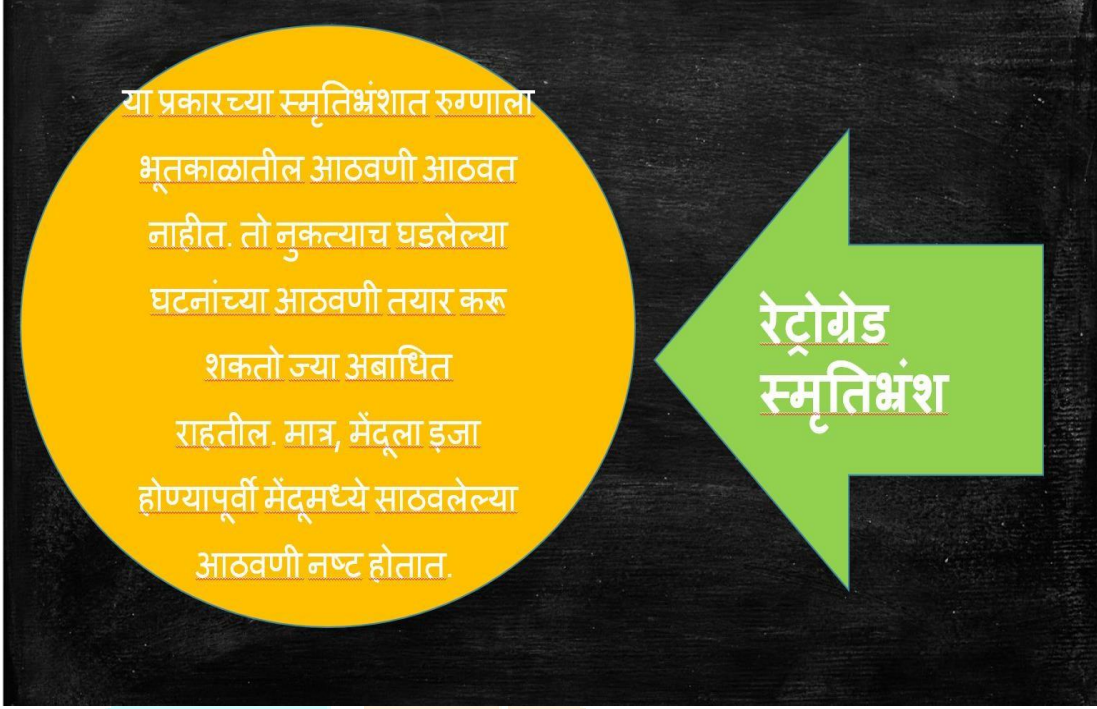 या प्रकारच्या स्मृतिभ्रंशात रुग्णाला
भूतकाळातील आठवणी आठवत
नाहीत. तो नुकत्याच घडलेल्या
घटनांच्या आठवणी तयार करू
शकतो ज्या अबाधित
राहतील. मात्र, मेंदूला इजा
होण्यापूर्वी मेंदूमध्ये साठवलेल्या
आठवणी नष्ट होतात.
रेट्रोग्रेड
स्मृतिभ्रंश